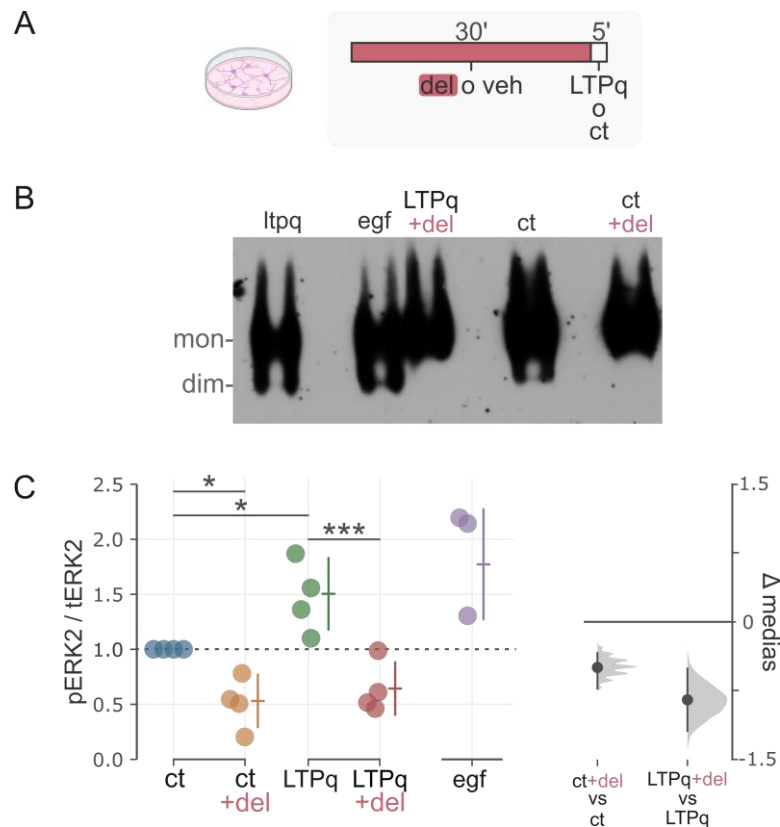 A
30' 5'
del o veh LTPq
o
ct
B
ltpq egf LTPq +del ct ct +del
mon
dim
C
* 
*
***
2.5
2.0
1.5
1.0
0.5
0.0
pERK2 / tERK2
ct ct +del LTPq LTPq +del egf
1.5
0
-1.5
Δ medias
ct+del vs ct
LTPq+del vs LTPq